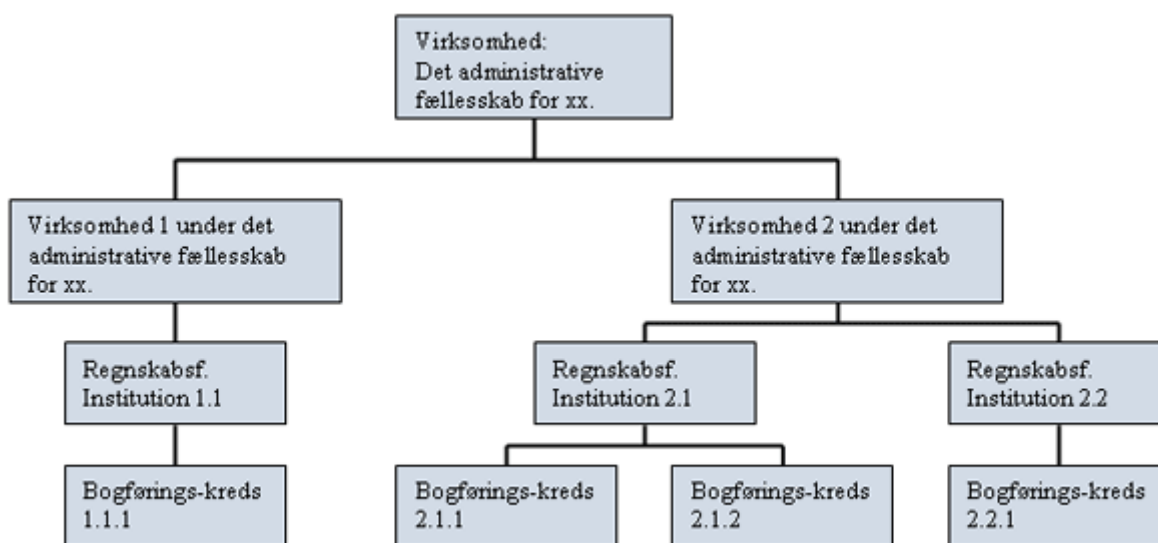 Virksomhed:
Det administrative
fællesskab for xx.
Virksomhed 1 under det
administrative fællesskab
for xx.
Virksomhed 2 under det
administrative fællesskab
for xx.
Regnskabsf.
Institution 1.1
Regnskabsf.
Institution 2.1
Regnskabsf.
Institution 2.2
Bogførings-kreds
1.1.1
Bogførings-kreds
2.1.1
Bogførings-kreds
2.1.2
Bogførings-kreds
2.2.1